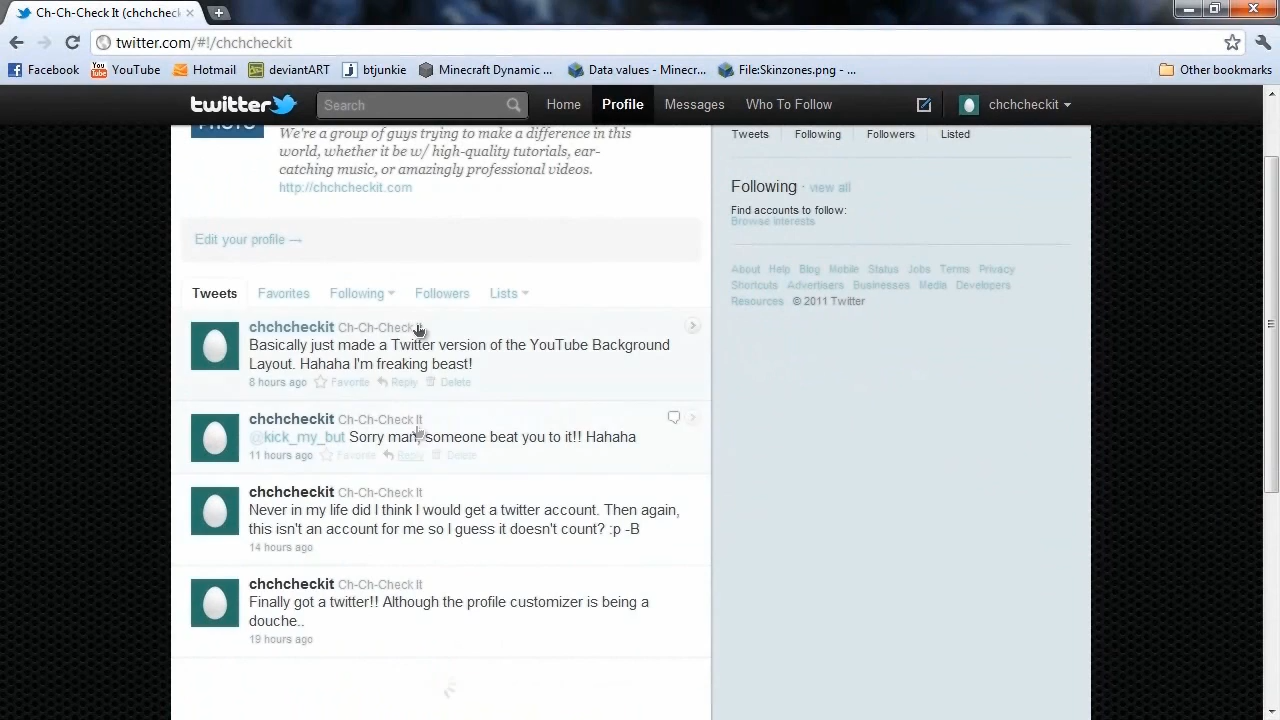 Ch-Ch-Check It (chchcheck
twitter.com/#!/chchcheckit
Facebook YouTube Hotmail deviantART btjunkie Minecraft Dynamic ... Data values - Minecr... File:Skinzones.png - ... Other bookmarks
twitter Search Home Profile Messages Who To Follow chchcheckit
We're a group of guys trying to make a difference in this
world, whether it be w/ high-quality tutorials, ear-
catching music, or amazingly professional videos.
http://chchcheckit.com
Edit your profile →
Tweets Favorites Following Followers Lists
chchcheckit Ch-Ch-Check It
Basically just made a Twitter version of the YouTube Background
Layout. Hahaha I'm freaking beast!
8 hours ago Favorite Reply Delete
chchcheckit Ch-Ch-Check It
@kick_my_but Sorry man, someone beat you to it!! Hahaha
11 hours ago Favorite Reply Delete
chchcheckit Ch-Ch-Check It
Never in my life did I think I would get a twitter account. Then again,
this isn't an account for me so I guess it doesn't count? :p -B
14 hours ago
chchcheckit Ch-Ch-Check It
Finally got a twitter!! Although the profile customizer is being a
douche..
19 hours ago
Tweets Following Followers Listed
Following · view all
Find accounts to follow:
Browse interests
About Help Blog Mobile Status Jobs Terms Privacy
Shortcuts Advertisers Businesses Media Developers
Resources © 2011 Twitter